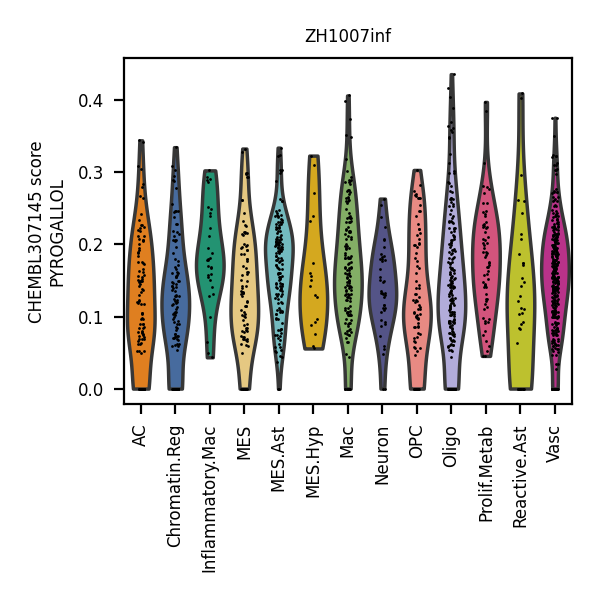 ZH1007inf
CHEMBL307145 score
PYROGALLOL
0.4
0.3
0.2
0.1
0.0
AC
Chromatin.Reg
Inflammatory.Mac
MES
MES.Ast
MES.Hyp
Mac
Neuron
OPC
Oligo
Prolif.Metab
Reactive.Ast
Vasc